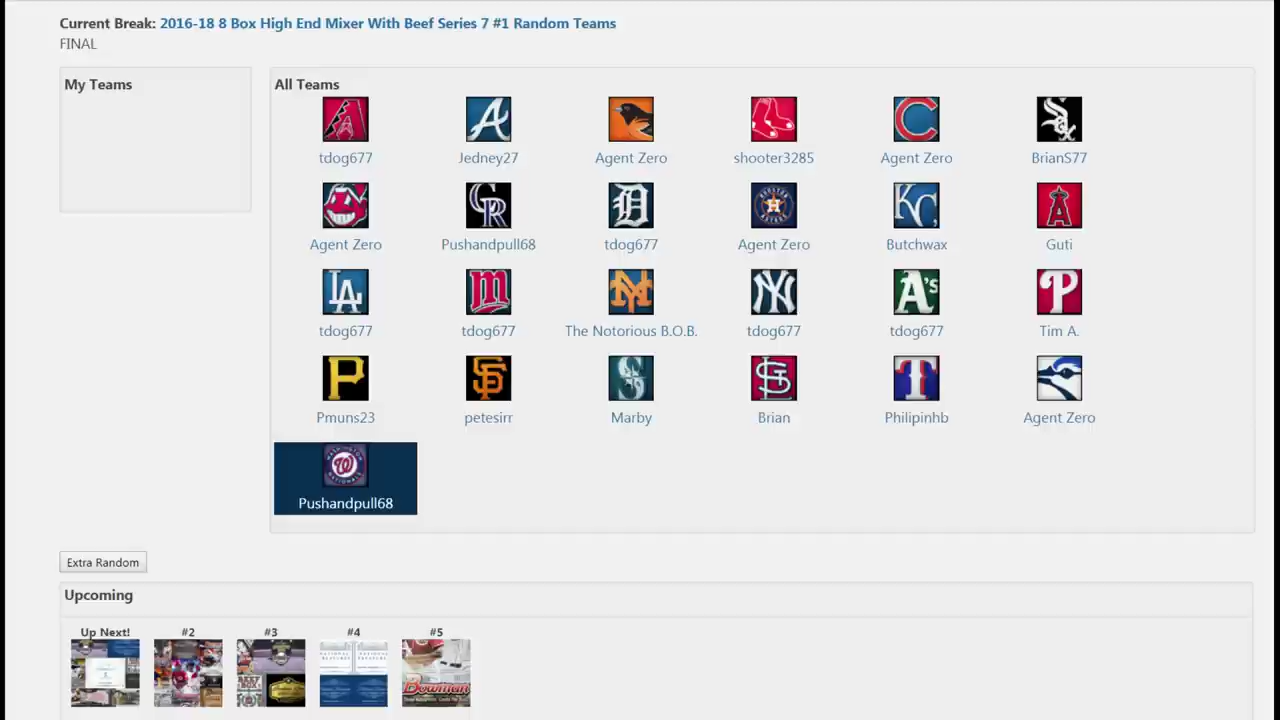 Current Break: 2016-18 8 Box High End Mixer With Beef Series 7 #1 Random Teams
FINAL
My Teams
All Teams
tdog677
Jedney27
Agent Zero
shooter3285
Agent Zero
BrianS77
Agent Zero
Pushandpull68
tdog677
Agent Zero
Butchwax
Guti
tdog677
tdog677
The Notorious B.O.B.
tdog677
tdog677
Tim A.
Pmuns23
petesirr
Marby
Brian
Philipinhb
Agent Zero
Pushandpull68
Extra Random
Upcoming
Up Next!
#2
#3
#4
#5
Bowman